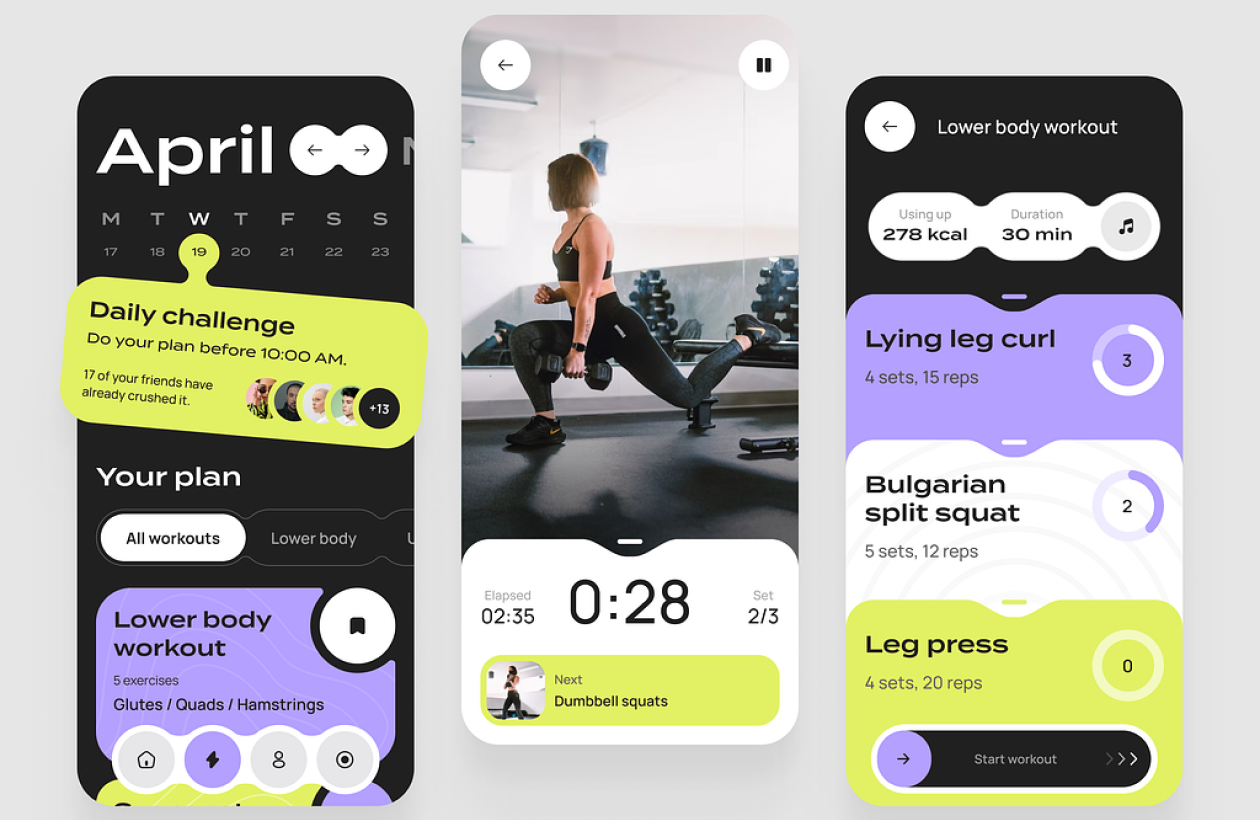 April
M T W T F S S
17 18 19 20 21 22 23
Daily challenge
Do your plan before 10:00 AM.
17 of your friends have
already crushed it.
+13
Your plan
All workouts
Lower body
Lower body
workout
5 exercises
Glutes / Quads / Hamstrings
Elapsed
02:35
0:28
Set
2/3
Next
Dumbbell squats
Lower body workout
Using up
278 kcal
Duration
30 min
Lying leg curl
4 sets, 15 reps
3
Bulgarian
split squat
5 sets, 12 reps
2
Leg press
4 sets, 20 reps
0
Start workout